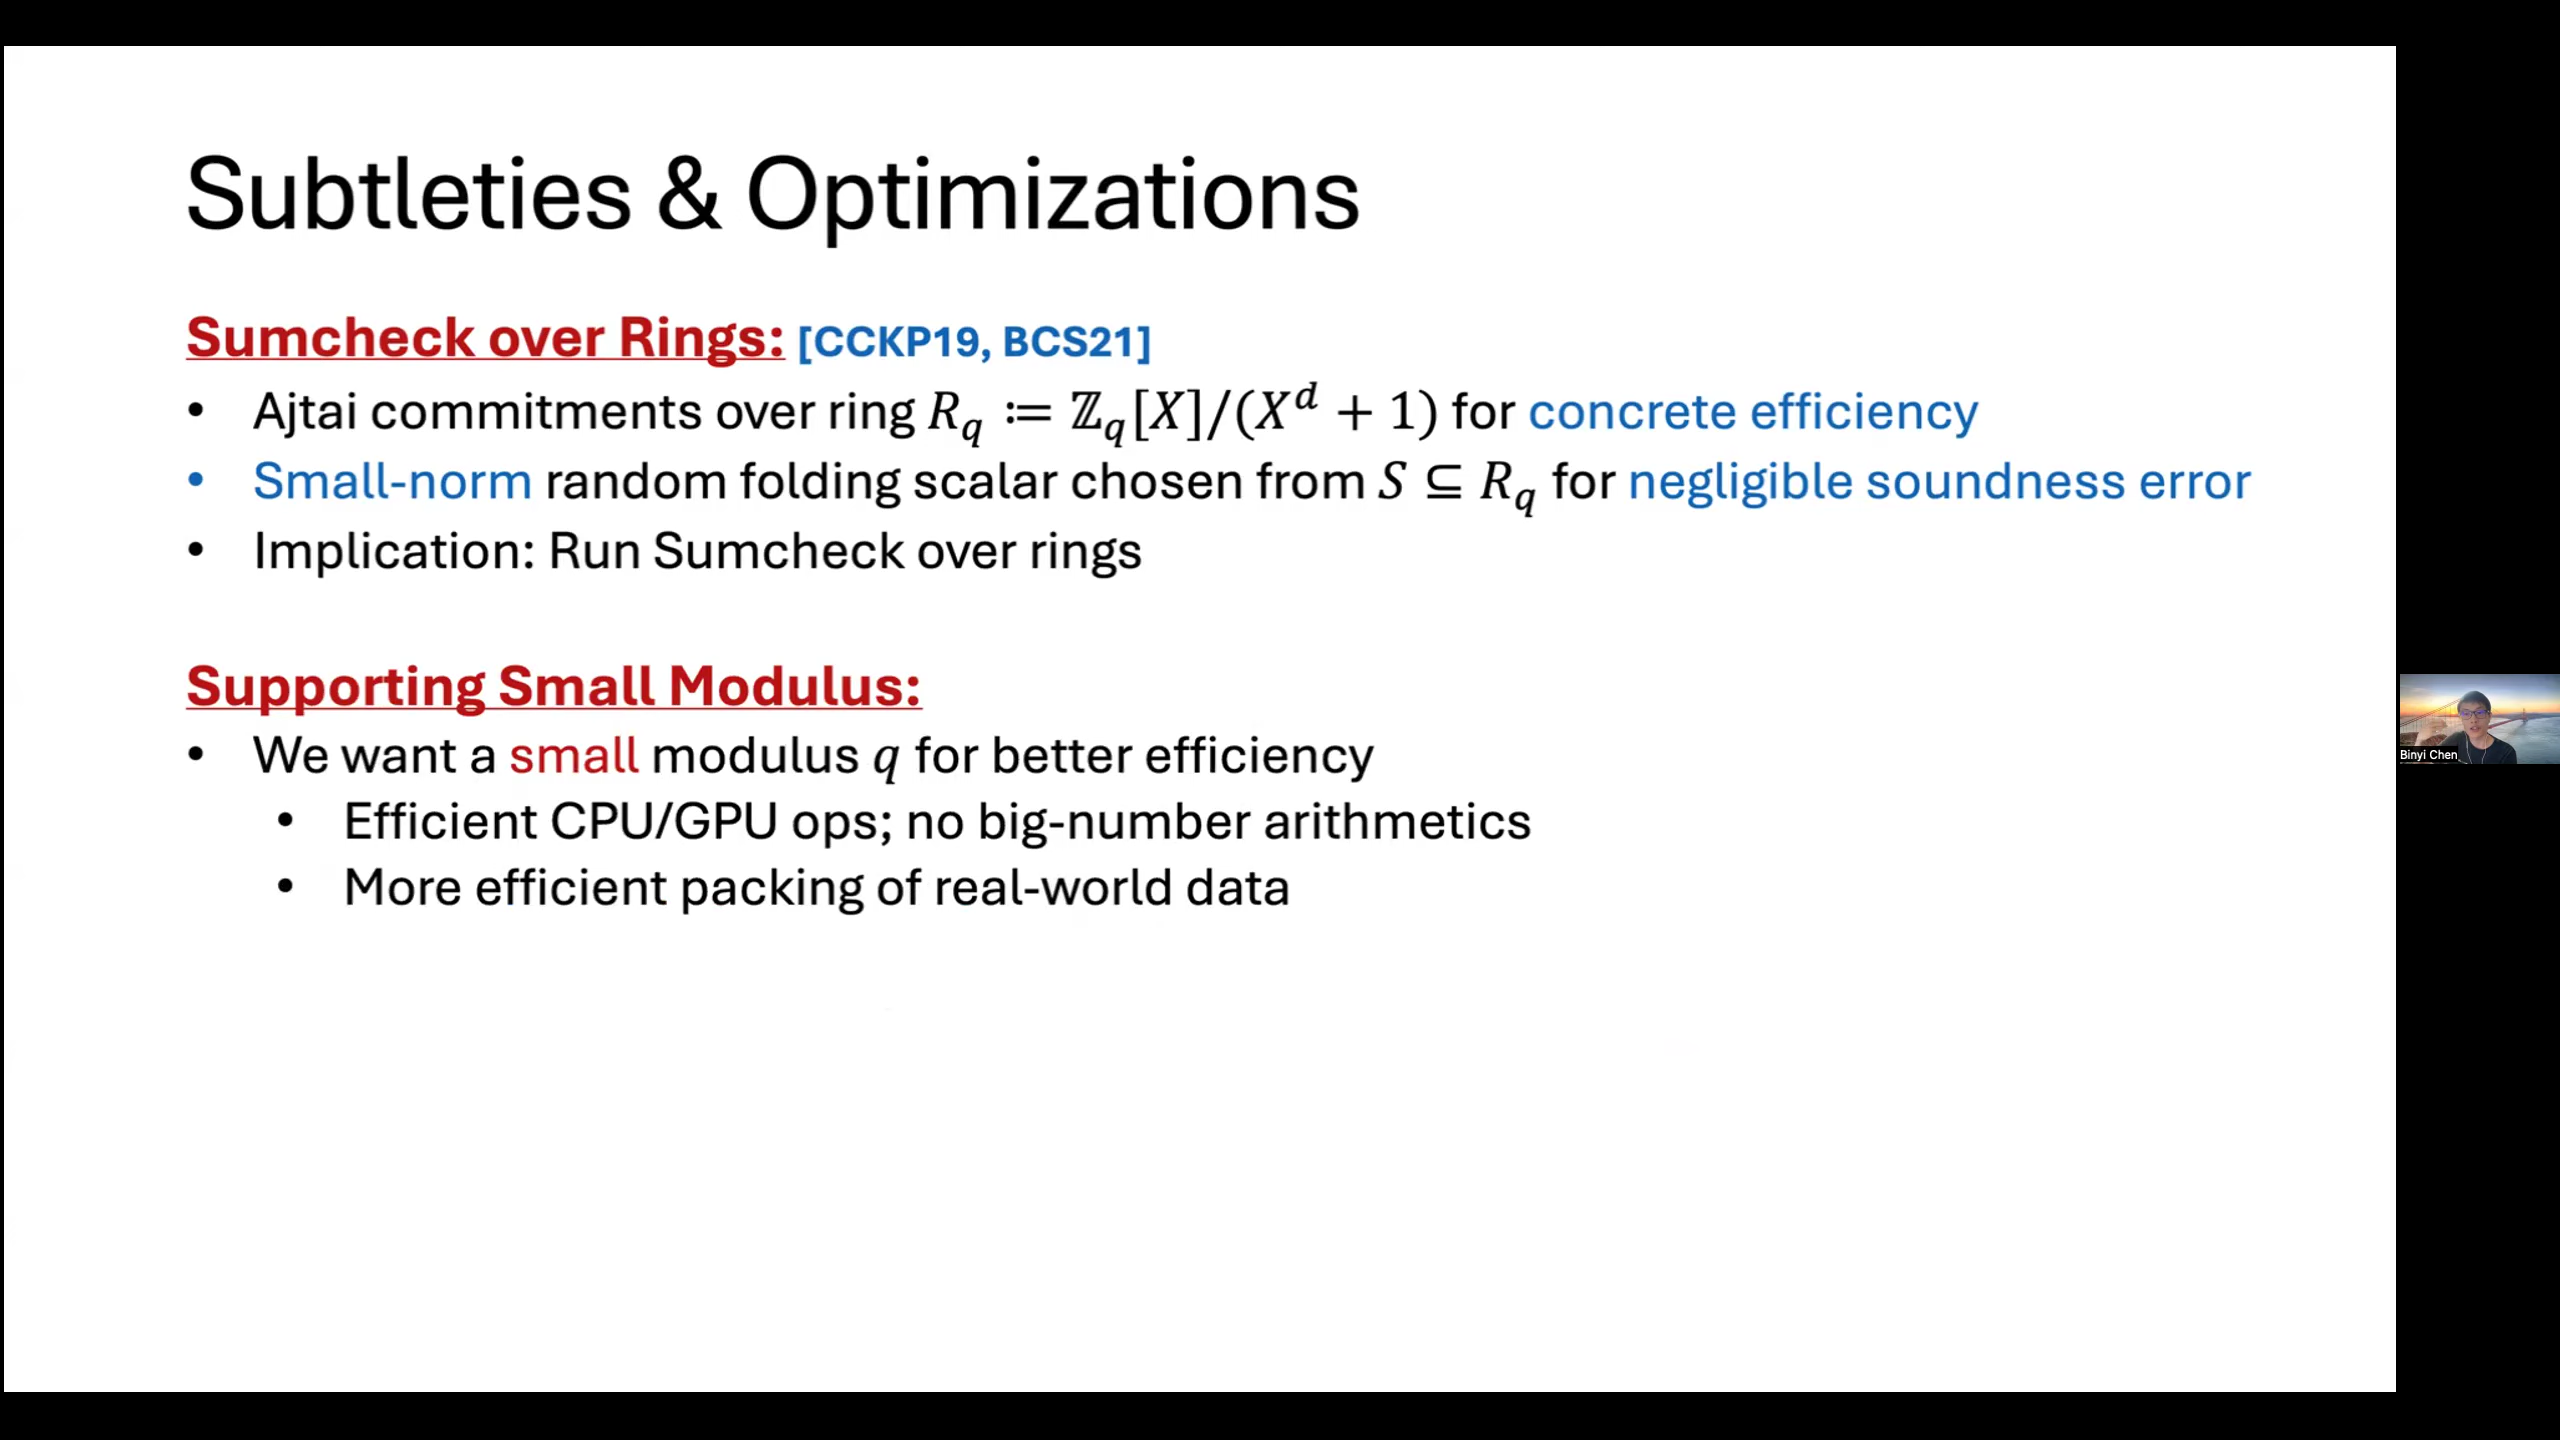 Subtleties & Optimizations
Sumcheck over Rings: [CCKP19, BCS21]
• Ajtai commitments over ring R_q := ℤ_q[X]/(X^d + 1) for concrete efficiency
• Small-norm random folding scalar chosen from S ⊆ R_q for negligible soundness error
• Implication: Run Sumcheck over rings
Supporting Small Modulus:
• We want a small modulus q for better efficiency
• Efficient CPU/GPU ops; no big-number arithmetics
• More efficient packing of real-world data
Binyi Chen